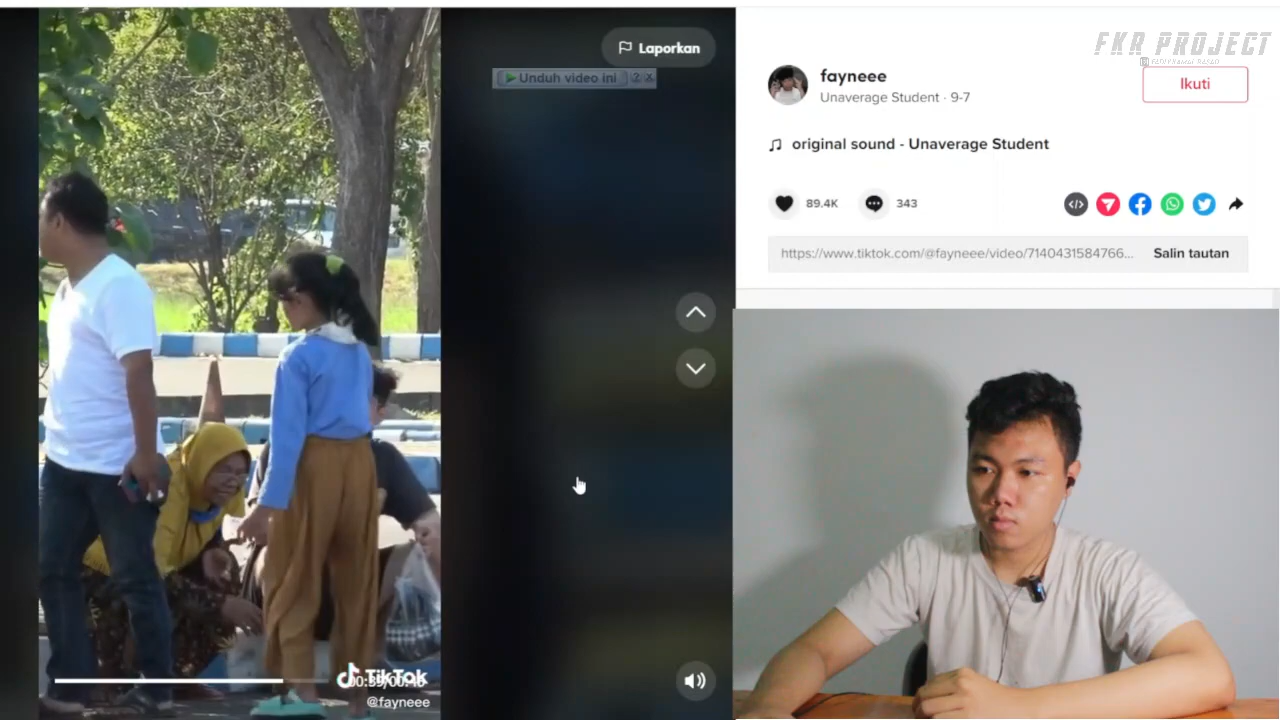 Laporkan
Unduh video ini
?
X
FKR PROJECT
fayneee
Unaverage Student · 9-7
Ikuti
original sound - Unaverage Student
89.4K
343
</>
https://www.tiktok.com/@fayneee/video/7140431584766...
Salin tautan
TikTok
@fayneee